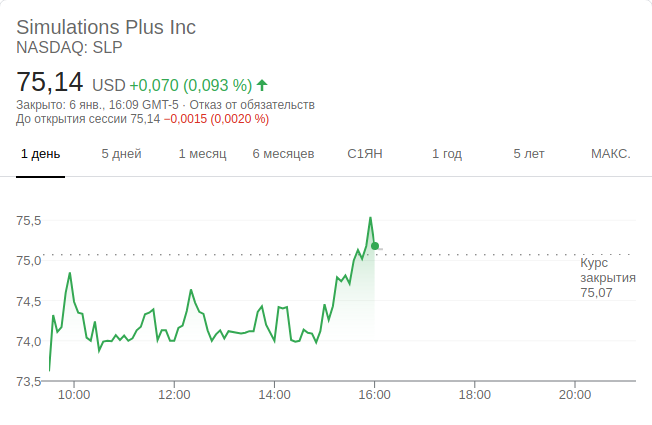 Simulations Plus Inc
NASDAQ: SLP
75,14 USD +0,070 (0,093 %)
Закрыто: 6 янв., 16:09 GMT-5 · Отказ от обязательств
До открытия сессии 75,14 −0,0015 (0,0020 %)
1 день 5 дней 1 месяц 6 месяцев С1ЯН 1 год 5 лет МАКС.
75,5
75,0
Курс
закрытия
75,07
74,5
74,0
73,5
10:00 12:00 14:00 16:00 18:00 20:00